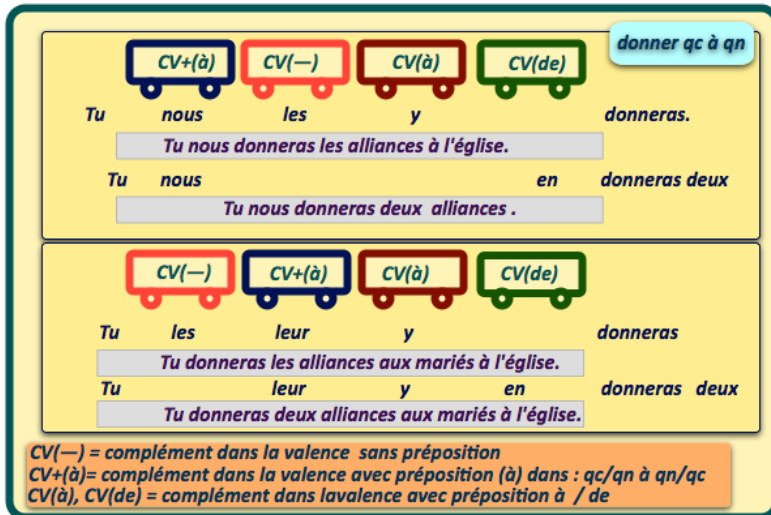 donner qc à qn
CV+(à) CV(—) CV(à) CV(de)
Tu nous les y donneras.
Tu nous donneras les alliances à l'église.
Tu nous en donneras deux
Tu nous donneras deux alliances .
CV(—) CV+(à) CV(à) CV(de)
Tu les leur y donneras
Tu donneras les alliances aux mariés à l'église.
Tu leur y en donneras deux
Tu donneras deux alliances aux mariés à l'église.
CV(—) = complément dans la valence sans préposition
CV+(à)= complément dans la valence avec préposition (à) dans : qc/qn à qn/qc
CV(à), CV(de) = complément dans lavalence avec préposition à / de